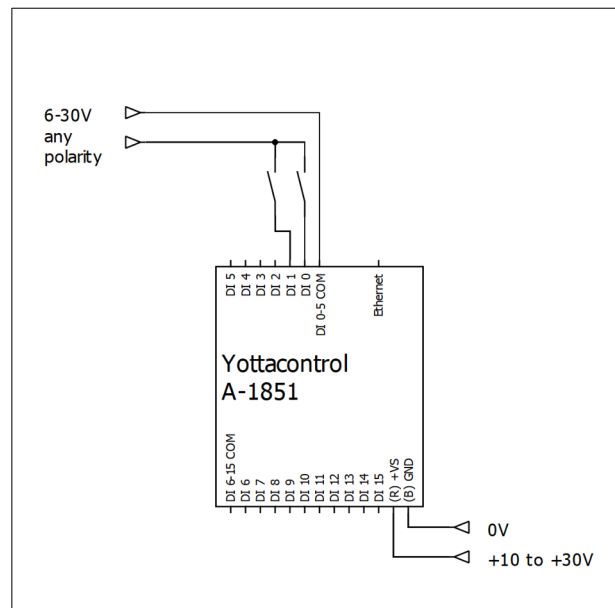 6-30V
any
polarity
DI 5
DI 4
DI 3
DI 2
DI 1
DI 0
DI 0-5 COM
Ethernet
Yottacontrol
A-1851
DI 6-15 COM
DI 6
DI 7
DI 8
DI 9
DI 10
DI 11
DI 12
DI 13
DI 14
DI 15
(R) +VS
(B) GND
0V
+10 to +30V